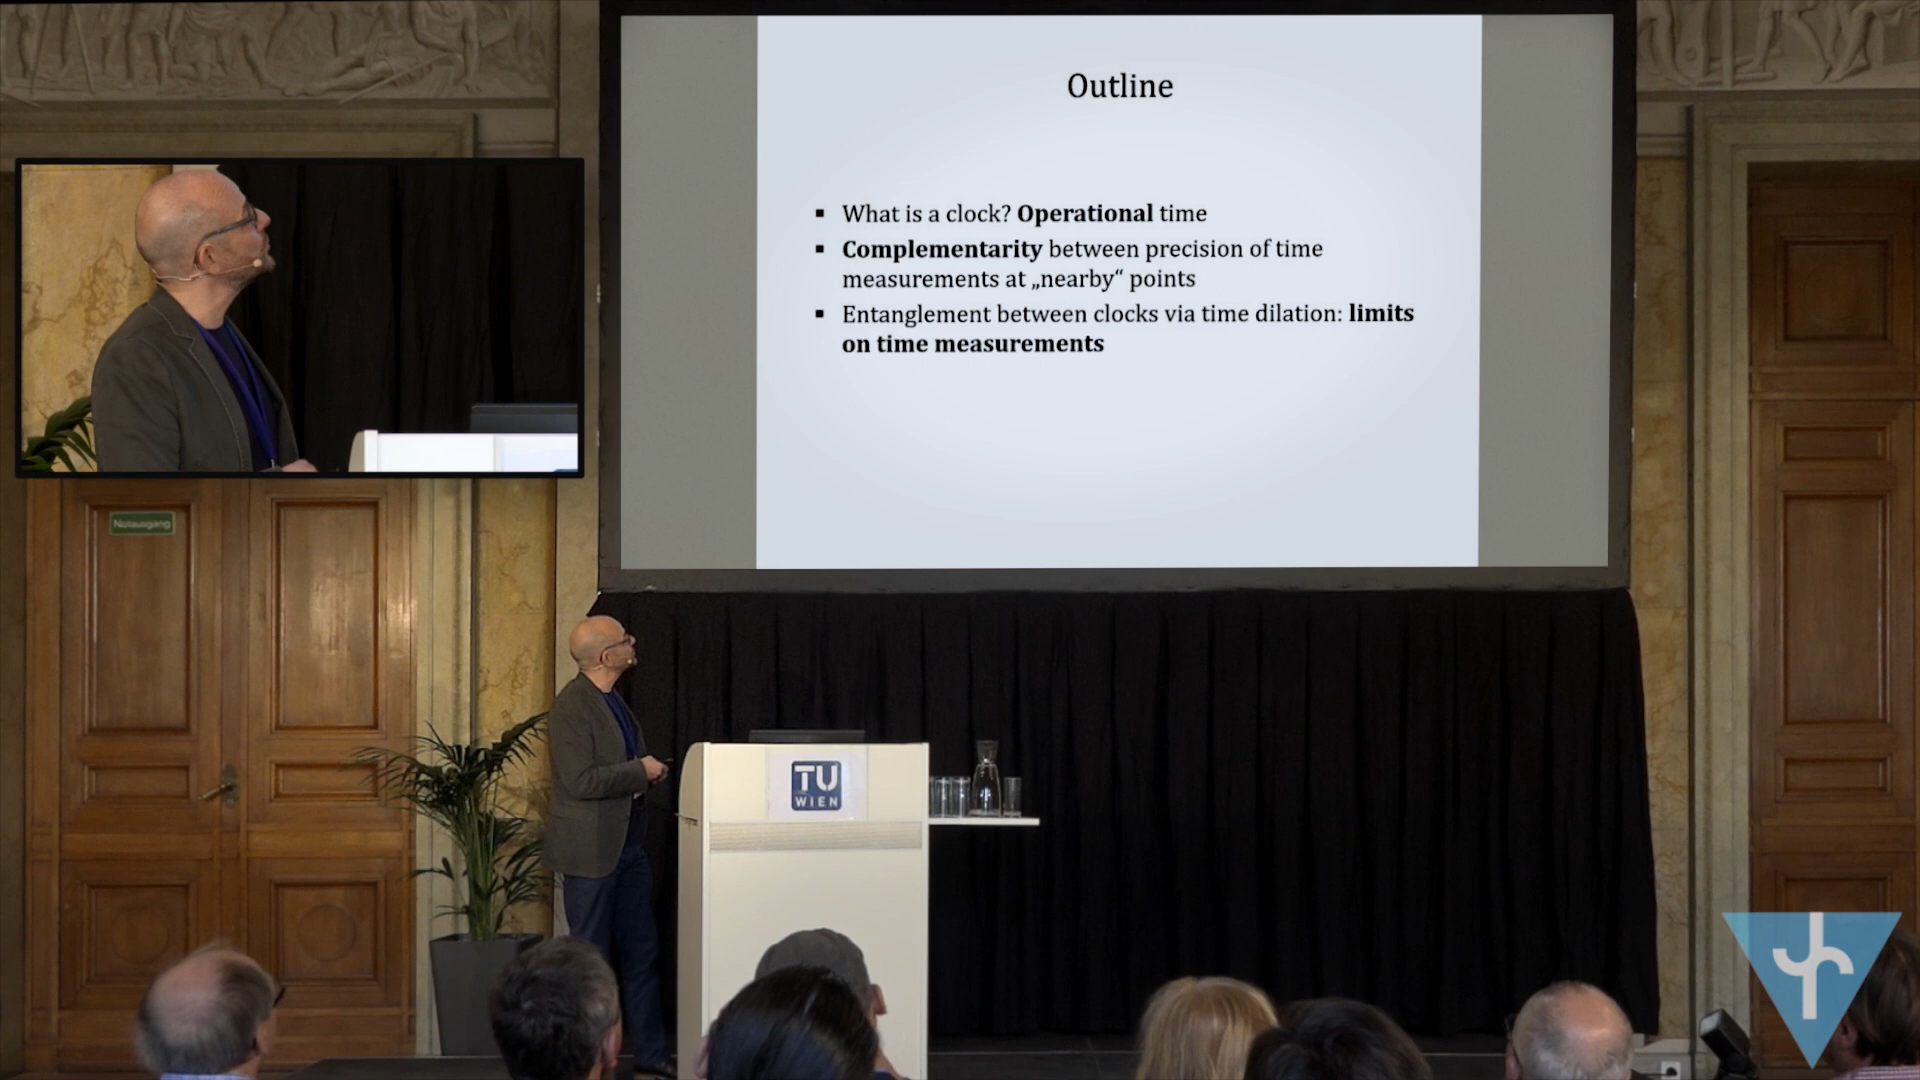 Outline
▪ What is a clock? Operational time
▪ Complementarity between precision of time
measurements at „nearby“ points
▪ Entanglement between clocks via time dilation: limits
on time measurements
Notausgang
TU
WIEN